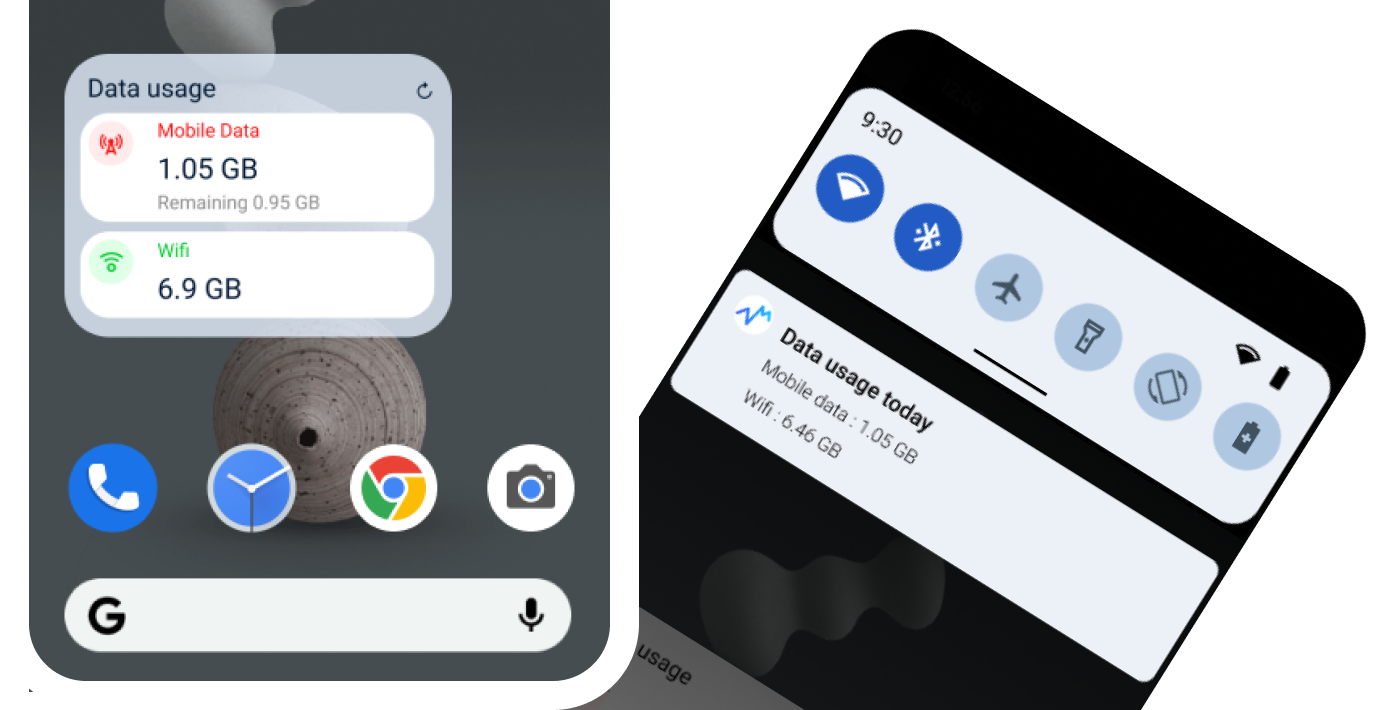 Data usage
Mobile Data
1.05 GB
Remaining 0.95 GB
Wifi
6.9 GB
G
9:30
Data usage today
Mobile data : 1.05 GB
Wifi : 6.46 GB
usage